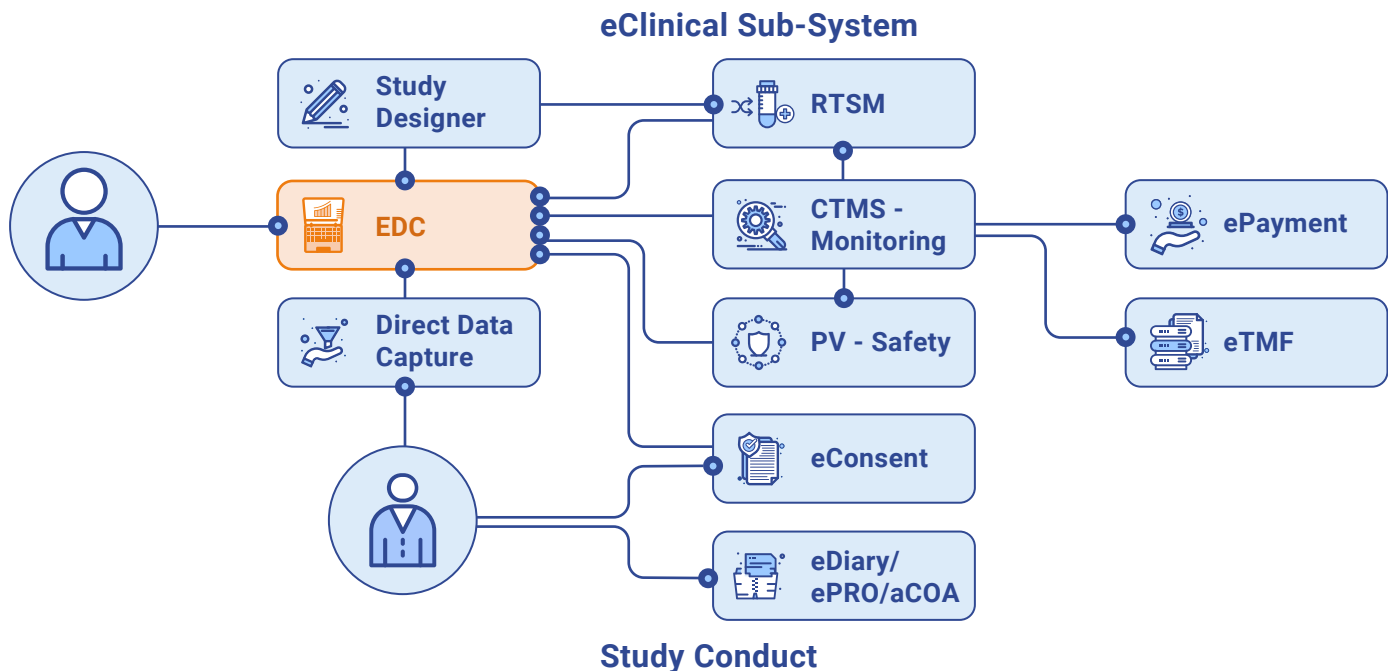 eClinical Sub-System
Study
Designer
RTSM
EDC
CTMS -
Monitoring
ePayment
Direct Data
Capture
PV - Safety
eTMF
eConsent
eDiary/
ePRO/aCOA
Study Conduct